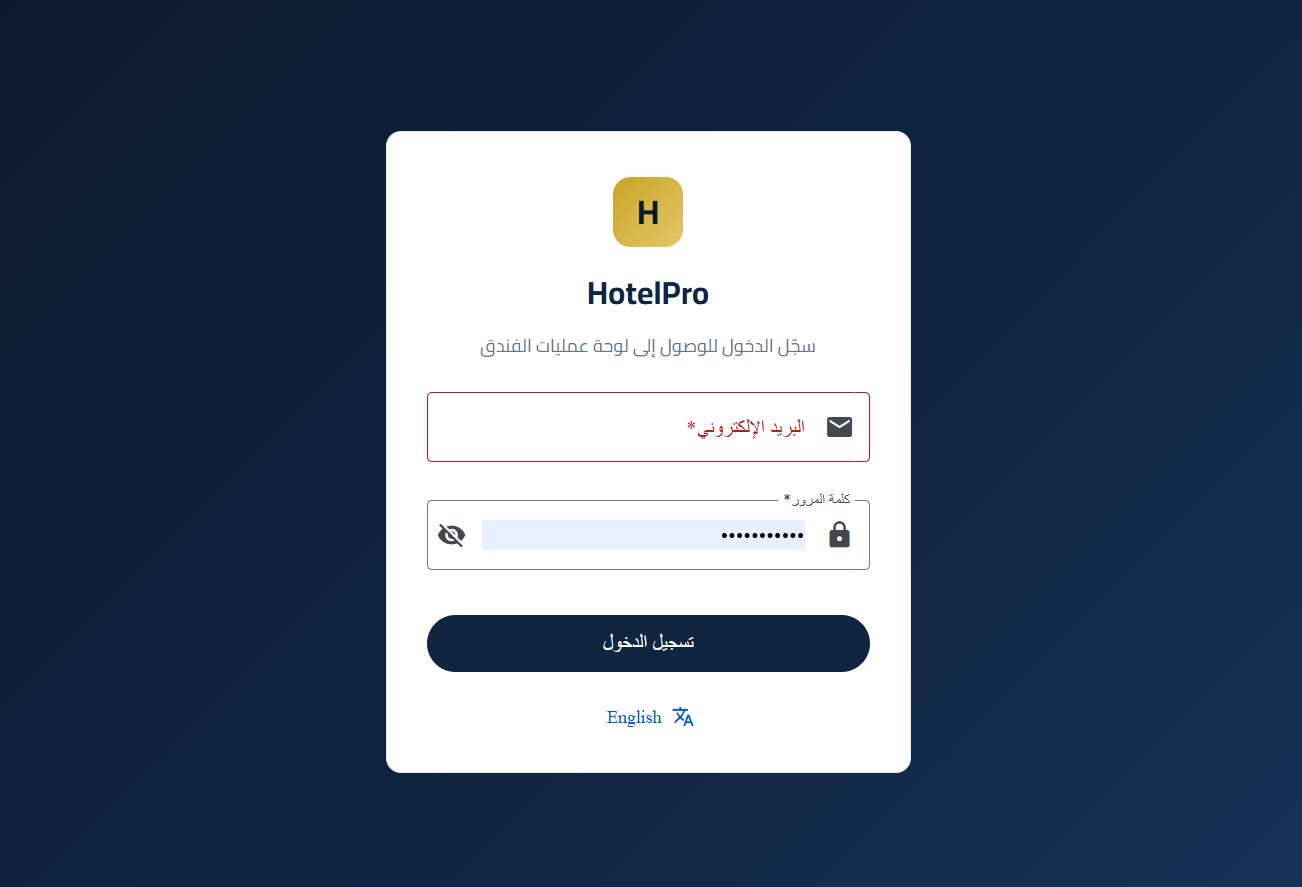 H
HotelPro
سجّل الدخول للوصول إلى لوحة عمليات الفندق
البريد الإلكتروني*
كلمة المرور*
•••••••••••
تسجيل الدخول
English